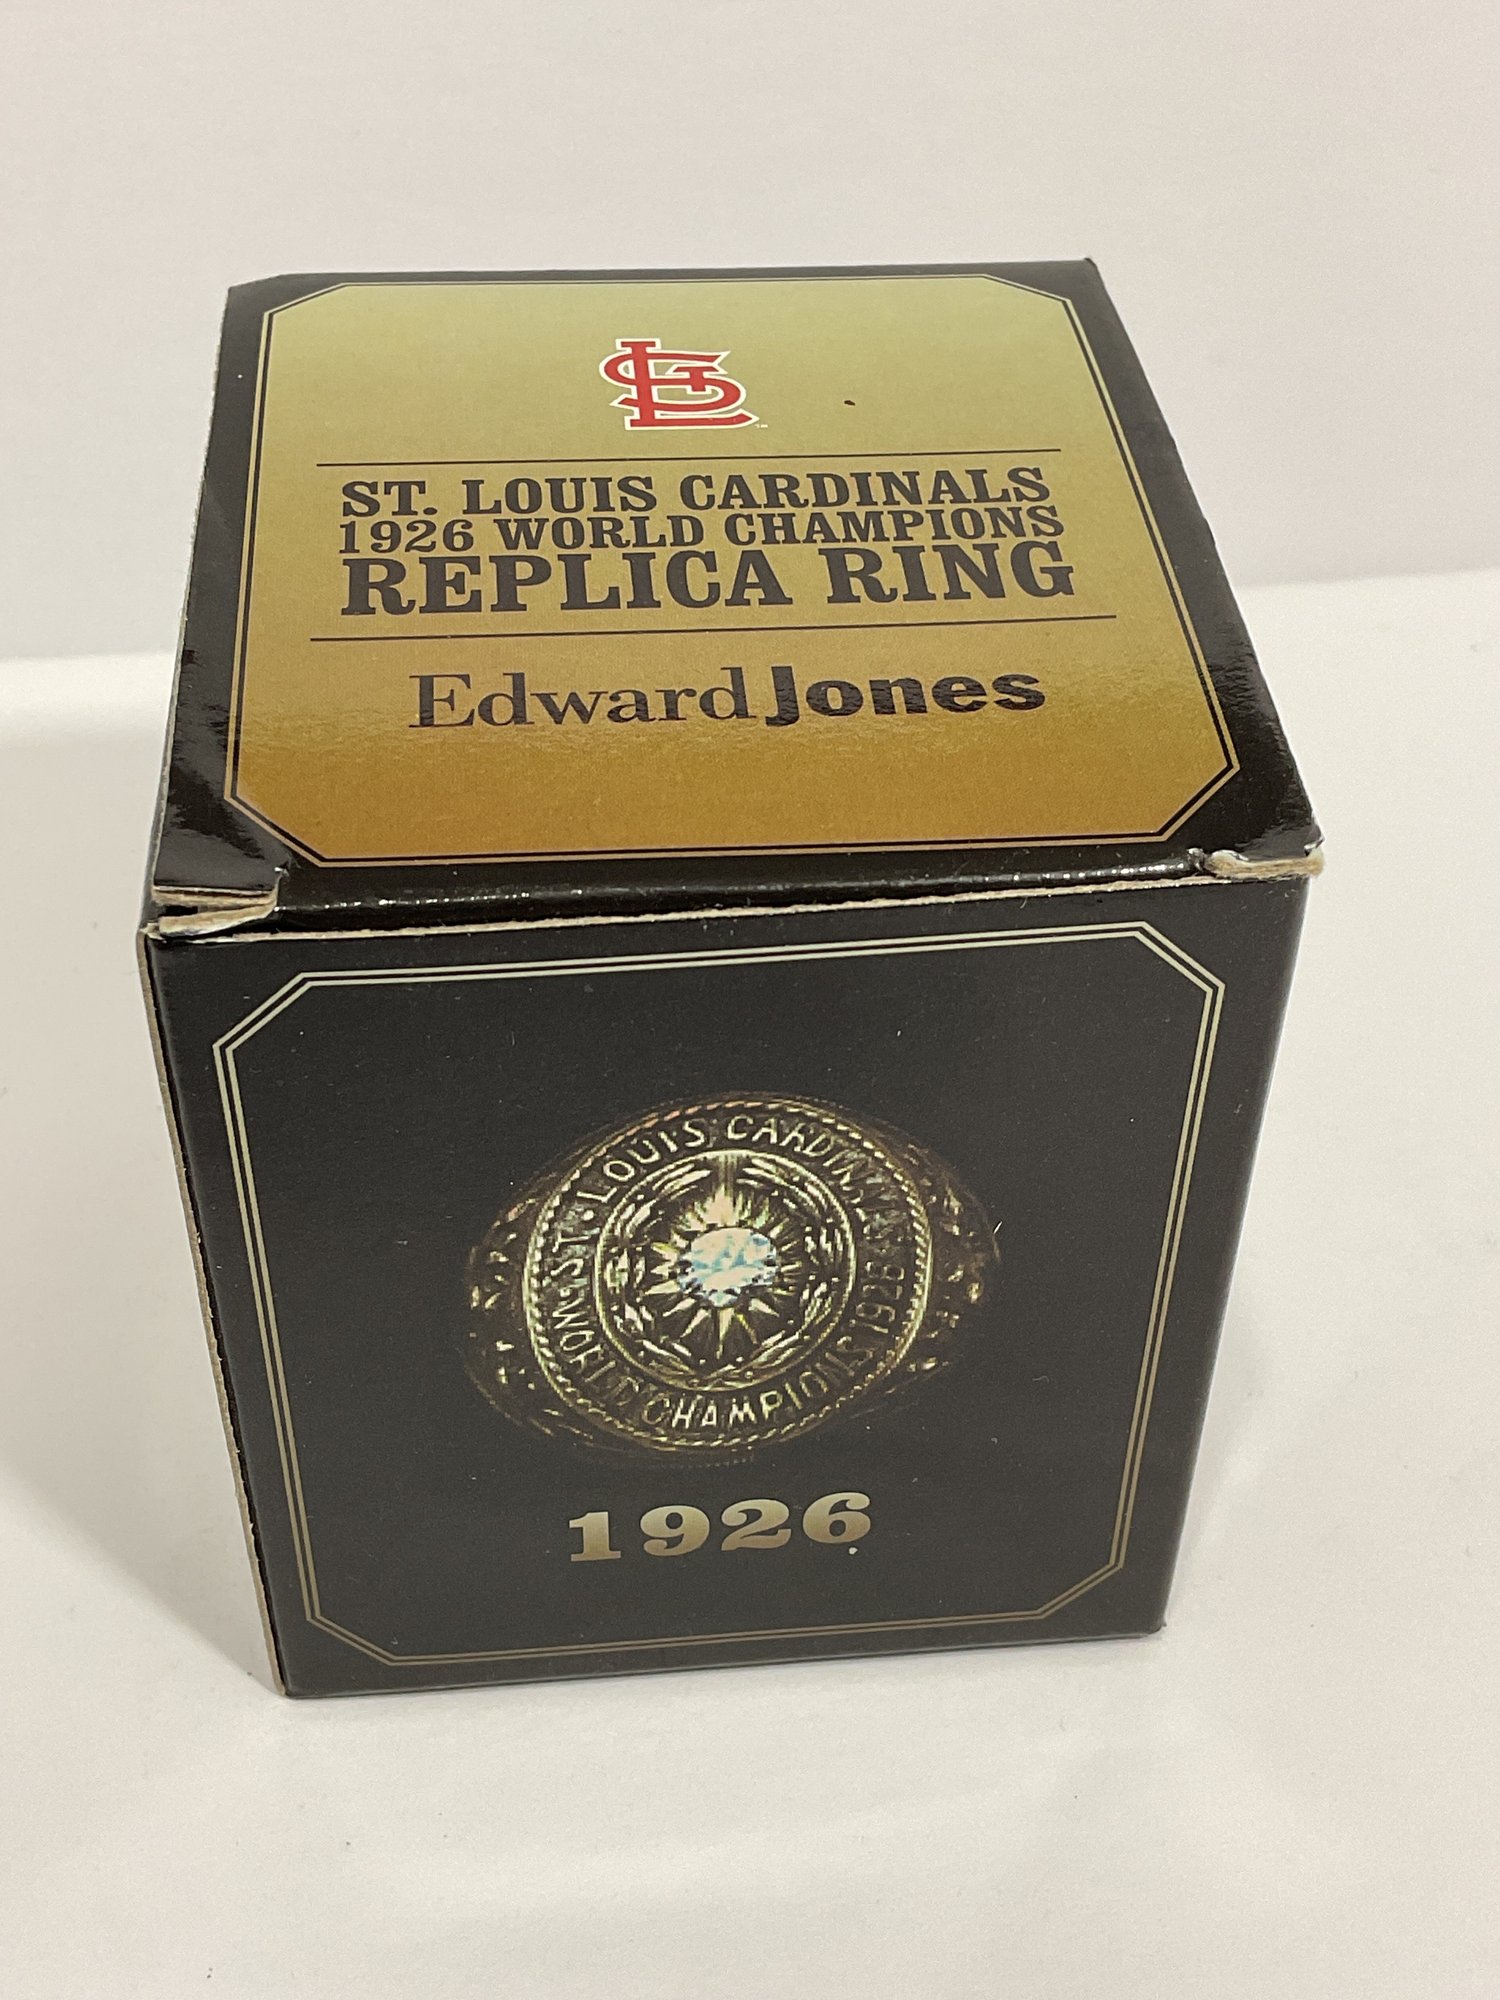 STL
ST. LOUIS CARDINALS
1926 WORLD CHAMPIONS
REPLICA RING
Edward Jones
ST. LOUIS CARDINALS
WORLD CHAMPIONS 1926
1926